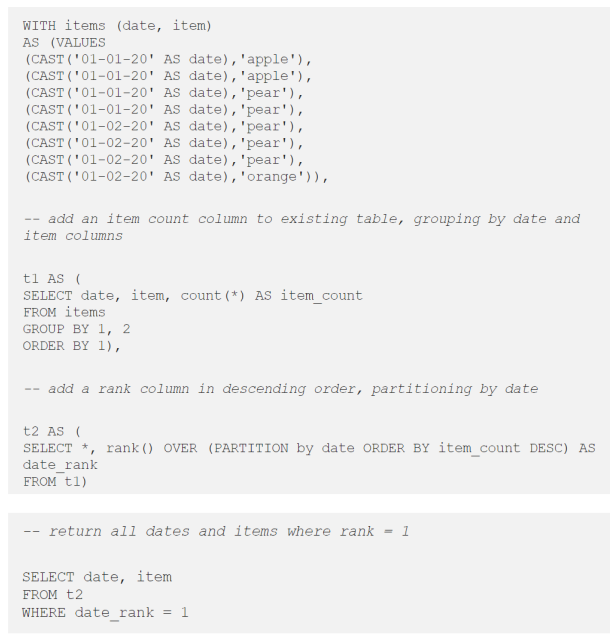 WITH items (date, item)
AS (VALUES
(CAST('01-01-20' AS date),'apple'),
(CAST('01-01-20' AS date),'apple'),
(CAST('01-01-20' AS date),'pear'),
(CAST('01-01-20' AS date),'pear'),
(CAST('01-02-20' AS date),'pear'),
(CAST('01-02-20' AS date),'pear'),
(CAST('01-02-20' AS date),'pear'),
(CAST('01-02-20' AS date),'orange')),
-- add an item count column to existing table, grouping by date and
item columns
t1 AS (
SELECT date, item, count(*) AS item_count
FROM items
GROUP BY 1, 2
ORDER BY 1),
-- add a rank column in descending order, partitioning by date
t2 AS (
SELECT *, rank() OVER (PARTITION by date ORDER BY item_count DESC) AS
date_rank
FROM t1)
-- return all dates and items where rank = 1
SELECT date, item
FROM t2
WHERE date_rank = 1